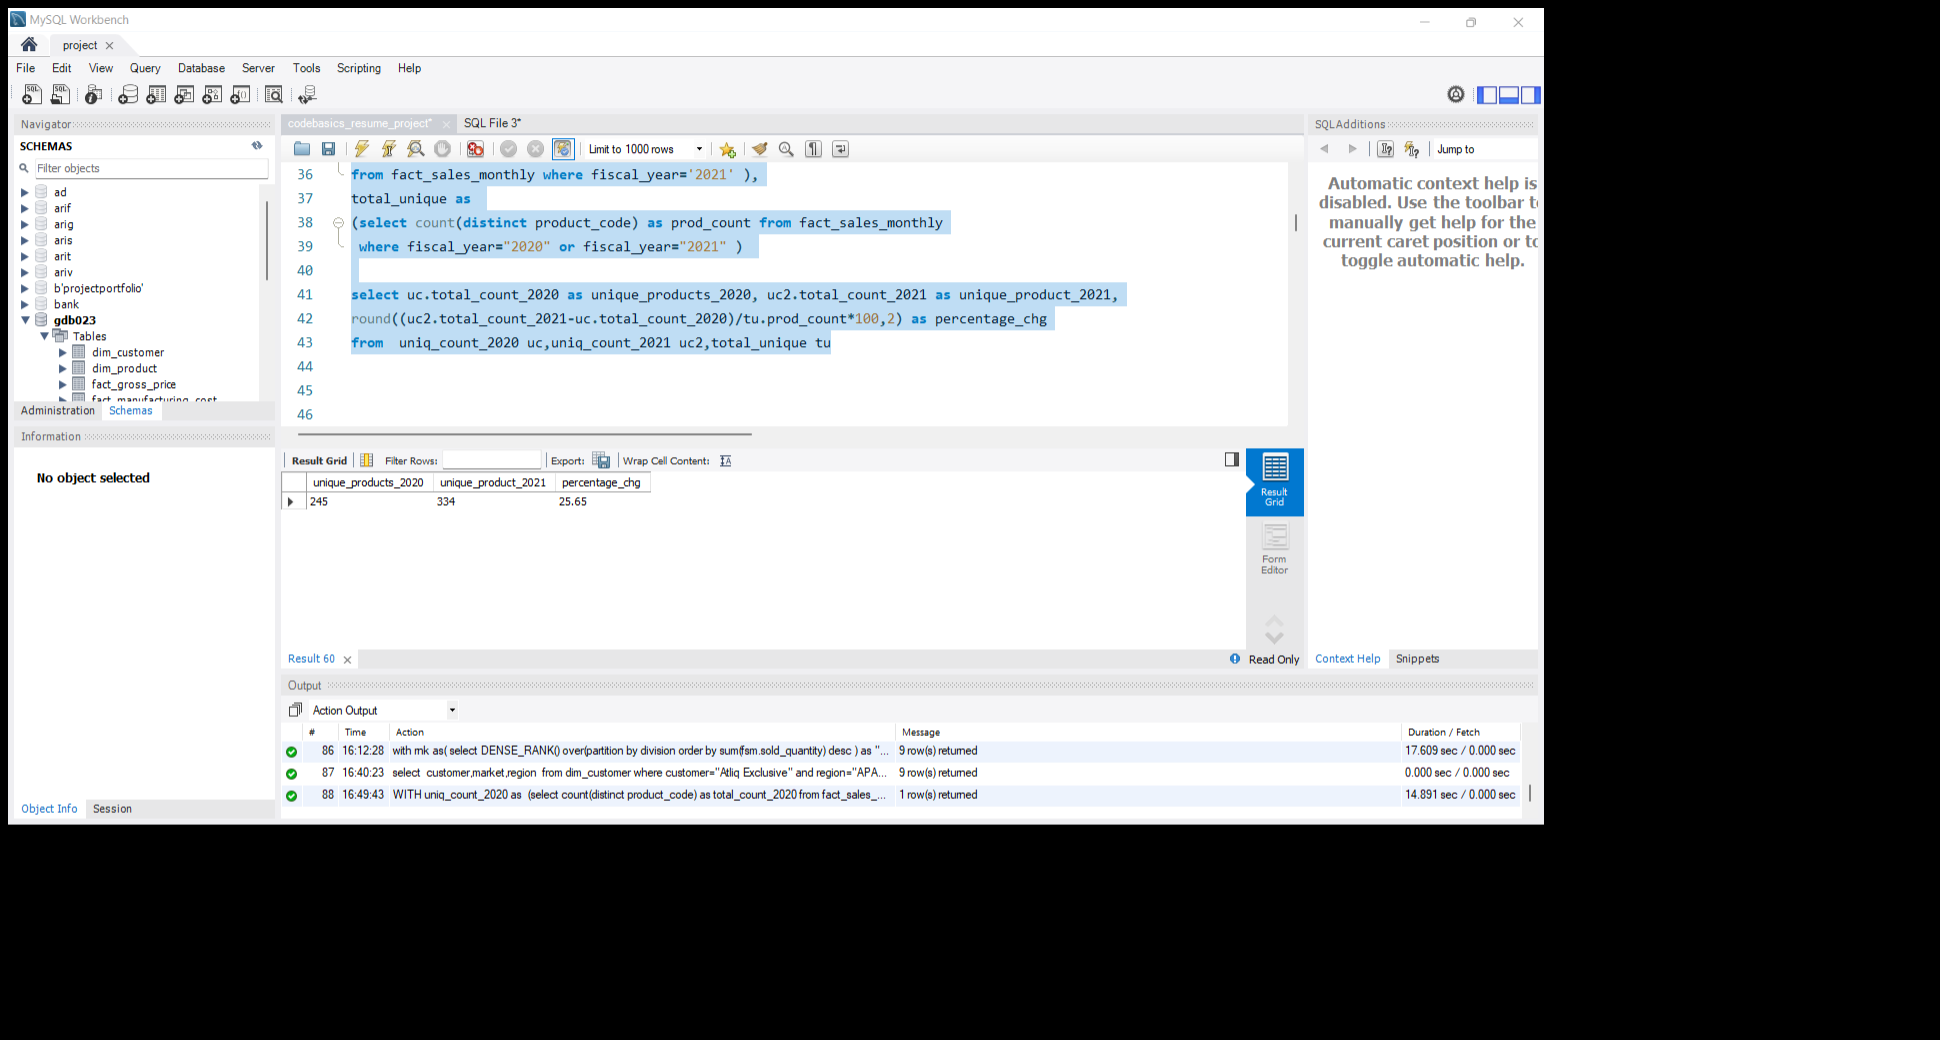 MySQL Workbench
project
File Edit View Query Database Server Tools Scripting Help
Navigator
SCHEMAS
Filter objects
ad
arif
arig
aris
arit
ariv
b'projectportfolio'
bank
gdb023
Tables
dim_customer
dim_product
fact_gross_price
fact_manufacturing_cost
Administration Schemas
Information
No object selected
Object Info Session
codebasics_resume_project* SQL File 3*
Limit to 1000 rows
36 from fact_sales_monthly where fiscal_year='2021' ),
37 total_unique as
38 (select count(distinct product_code) as prod_count from fact_sales_monthly
39 where fiscal_year="2020" or fiscal_year="2021" )
40
41 select uc.total_count_2020 as unique_products_2020, uc2.total_count_2021 as unique_product_2021,
42 round((uc2.total_count_2021-uc.total_count_2020)/tu.prod_count*100,2) as percentage_chg
43 from  uniq_count_2020 uc,uniq_count_2021 uc2,total_unique tu
44
45
46
Result Grid Filter Rows: Export: Wrap Cell Content:
unique_products_2020 unique_product_2021 percentage_chg
245 334 25.65
Result Grid
Form Editor
Result 60 Read Only
SQLAdditions
Jump to
Automatic context help is
disabled. Use the toolbar to
manually get help for the
current caret position or to
toggle automatic help.
Context Help Snippets
Output
Action Output
# Time Action Message Duration / Fetch
86 16:12:28 with rnk as( select DENSE_RANK() over(partition by division order by sum(fsm.sold_quantity) desc ) as "... 9 row(s) returned 17.609 sec / 0.000 sec
87 16:40:23 select customer,market,region from dim_customer where customer="Atliq Exclusive" and region="APA... 9 row(s) returned 0.000 sec / 0.000 sec
88 16:49:43 WITH uniq_count_2020 as (select count(distinct product_code) as total_count_2020 from fact_sales_... 1 row(s) returned 14.891 sec / 0.000 sec